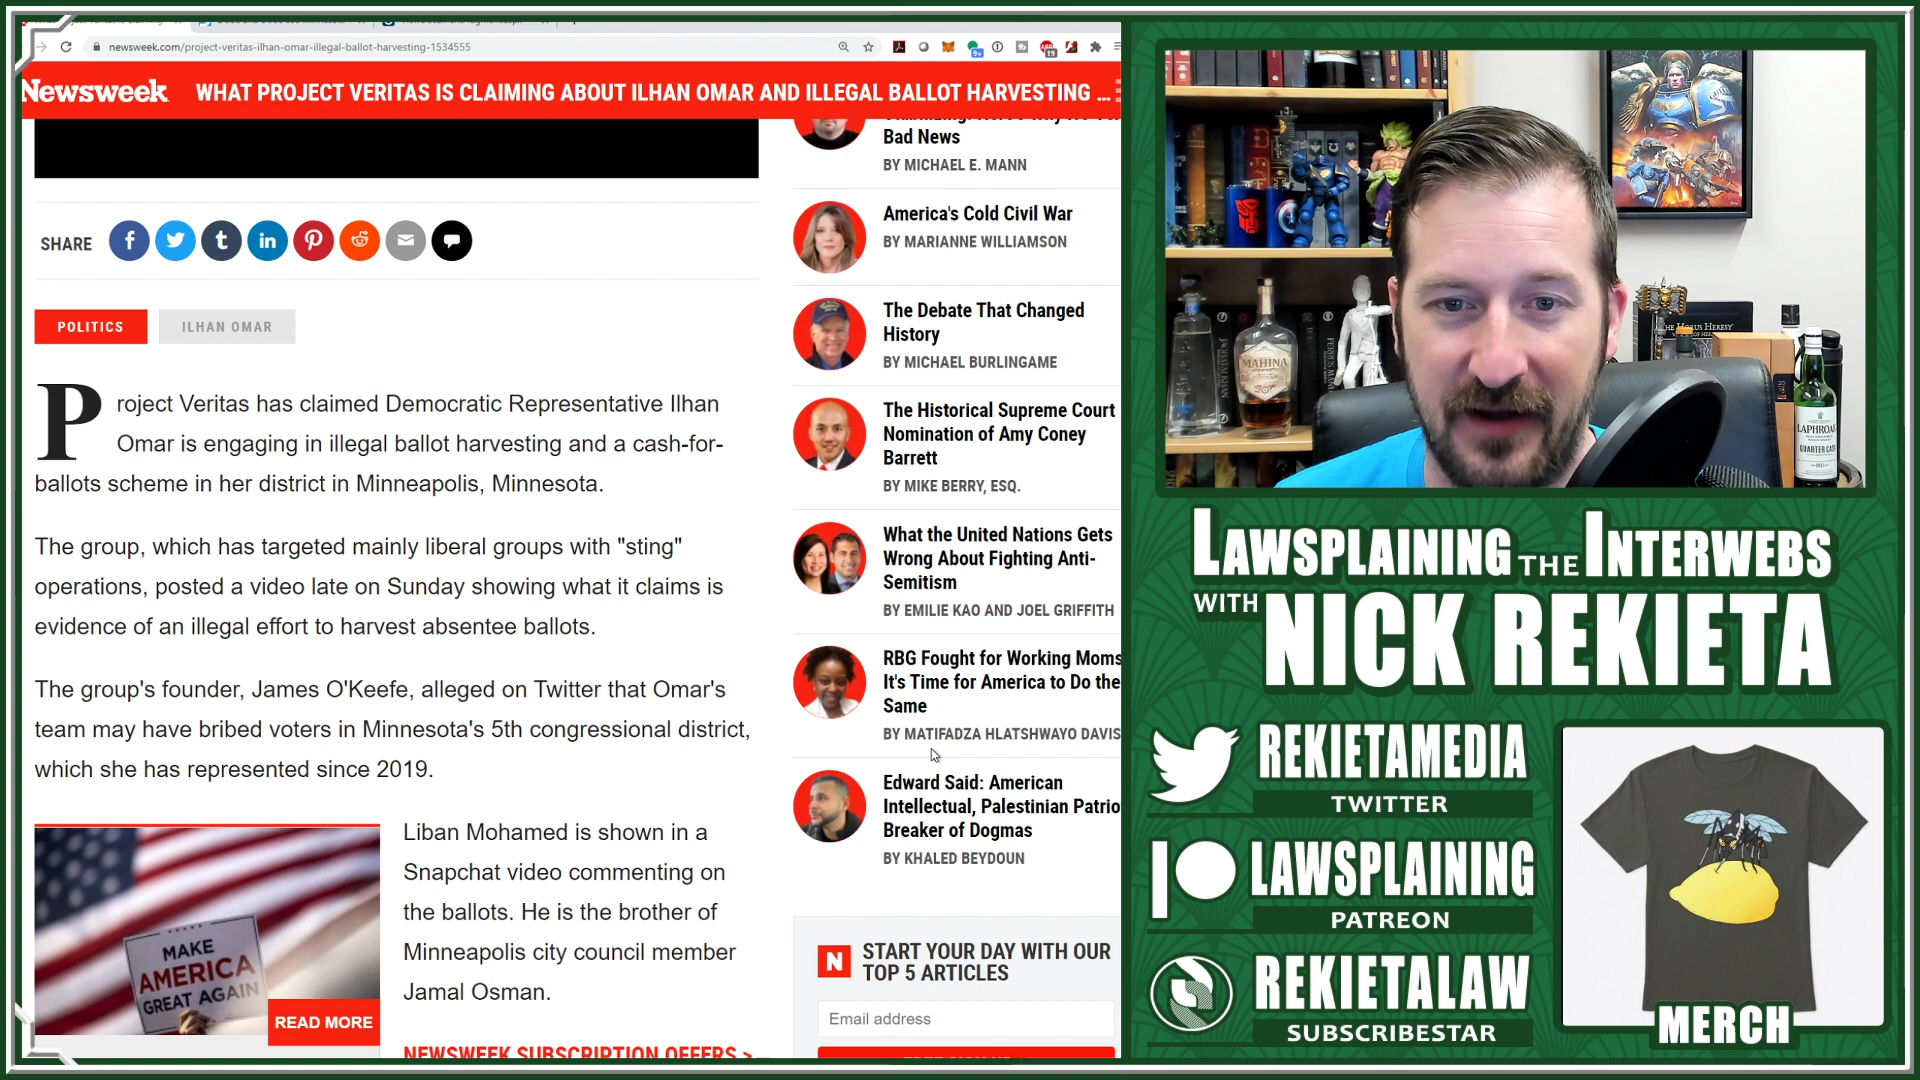 newsweek.com/project-veritas-ilhan-omar-illegal-ballot-harvesting-1534555
Newsweek
WHAT PROJECT VERITAS IS CLAIMING ABOUT ILHAN OMAR AND ILLEGAL BALLOT HARVESTING ...
SHARE
POLITICS
ILHAN OMAR
Project Veritas has claimed Democratic Representative Ilhan
Omar is engaging in illegal ballot harvesting and a cash-for-
ballots scheme in her district in Minneapolis, Minnesota.
The group, which has targeted mainly liberal groups with "sting"
operations, posted a video late on Sunday showing what it claims is
evidence of an illegal effort to harvest absentee ballots.
The group's founder, James O'Keefe, alleged on Twitter that Omar's
team may have bribed voters in Minnesota's 5th congressional district,
which she has represented since 2019.
MAKE
AMERICA
GREAT AGAIN
READ MORE
Liban Mohamed is shown in a
Snapchat video commenting on
the ballots. He is the brother of
Minneapolis city council member
Jamal Osman.
NEWSWEEK SUBSCRIPTION OFFERS >
Bad News
BY MICHAEL E. MANN
America's Cold Civil War
BY MARIANNE WILLIAMSON
The Debate That Changed
History
BY MICHAEL BURLINGAME
The Historical Supreme Court
Nomination of Amy Coney
Barrett
BY MIKE BERRY, ESQ.
What the United Nations Gets
Wrong About Fighting Anti-
Semitism
BY EMILIE KAO AND JOEL GRIFFITH
RBG Fought for Working Moms
It's Time for America to Do the
Same
BY MATIFADZA HLATSHWAYO DAVIS
Edward Said: American
Intellectual, Palestinian Patrio
Breaker of Dogmas
BY KHALED BEYDOUN
N
START YOUR DAY WITH OUR
TOP 5 ARTICLES
Email address
MAHINA
THE HORUS HERESY
LAPHROAIG
QUARTER CASK
LAWSPLAINING THE INTERWEBS
WITH NICK REKIETA
REKIETAMEDIA
TWITTER
LAWSPLAINING
PATREON
REKIETALAW
SUBSCRIBESTAR
MERCH